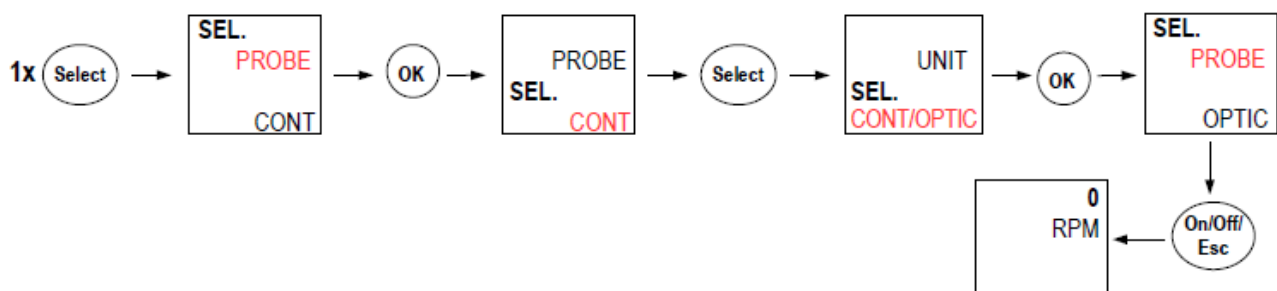 1x
Select
SEL.
PROBE
CONT
OK
PROBE
SEL.
CONT
Select
UNIT
SEL.
CONT/OPTIC
OK
SEL.
PROBE
OPTIC
On/Off/
Esc
0
RPM